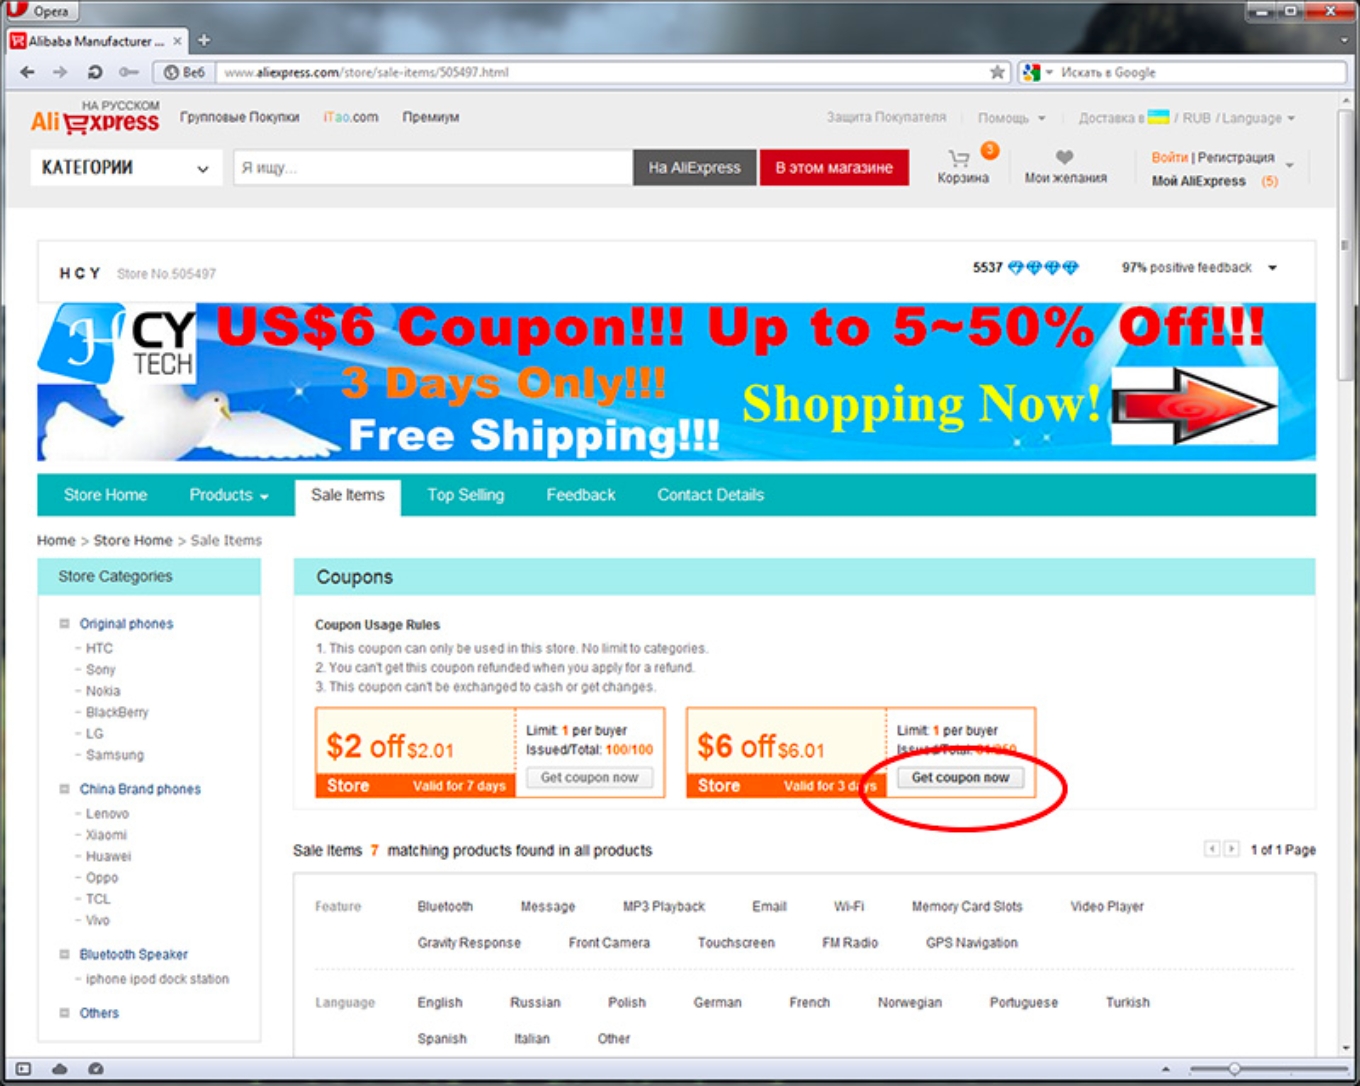 Opera
Alibaba Manufacturer ...
Веб
www.aliexpress.com/store/sale-items/505497.html
Искать в Google
НА РУССКОМ
AliExpress
Групповые Покупки
iTao.com
Премиум
Защита Покупателя
Помощь
Доставка в / RUB / Language
КАТЕГОРИИ
Я ищу...
На AliExpress
В этом магазине
3
Корзина
Мои желания
Войти | Регистрация
Мой AliExpress (5)
HCY Store No.505497
5537
97% positive feedback
H CY TECH
US$6 Coupon!!! Up to 5~50% Off!!!
3 Days Only!!!
Shopping Now!
Free Shipping!!!
Store Home
Products
Sale Items
Top Selling
Feedback
Contact Details
Home > Store Home > Sale Items
Store Categories
Original phones
- HTC
- Sony
- Nokia
- BlackBerry
- LG
- Samsung
China Brand phones
- Lenovo
- Xiaomi
- Huawei
- Oppo
- TCL
- Vivo
Bluetooth Speaker
- iphone ipod dock station
Others
Coupons
Coupon Usage Rules
1. This coupon can only be used in this store. No limit to categories.
2. You can't get this coupon refunded when you apply for a refund.
3. This coupon can't be exchanged to cash or get changes.
$2 off $2.01
Store Valid for 7 days
Limit: 1 per buyer
Issued/Total: 100/100
Get coupon now
$6 off $6.01
Store Valid for 3 days
Limit: 1 per buyer
Issued/Total:
Get coupon now
Sale Items 7 matching products found in all products
1 of 1 Page
Feature
Bluetooth
Message
MP3 Playback
Email
Wi-Fi
Memory Card Slots
Video Player
Gravity Response
Front Camera
Touchscreen
FM Radio
GPS Navigation
Language
English
Russian
Polish
German
French
Norwegian
Portuguese
Turkish
Spanish
Italian
Other